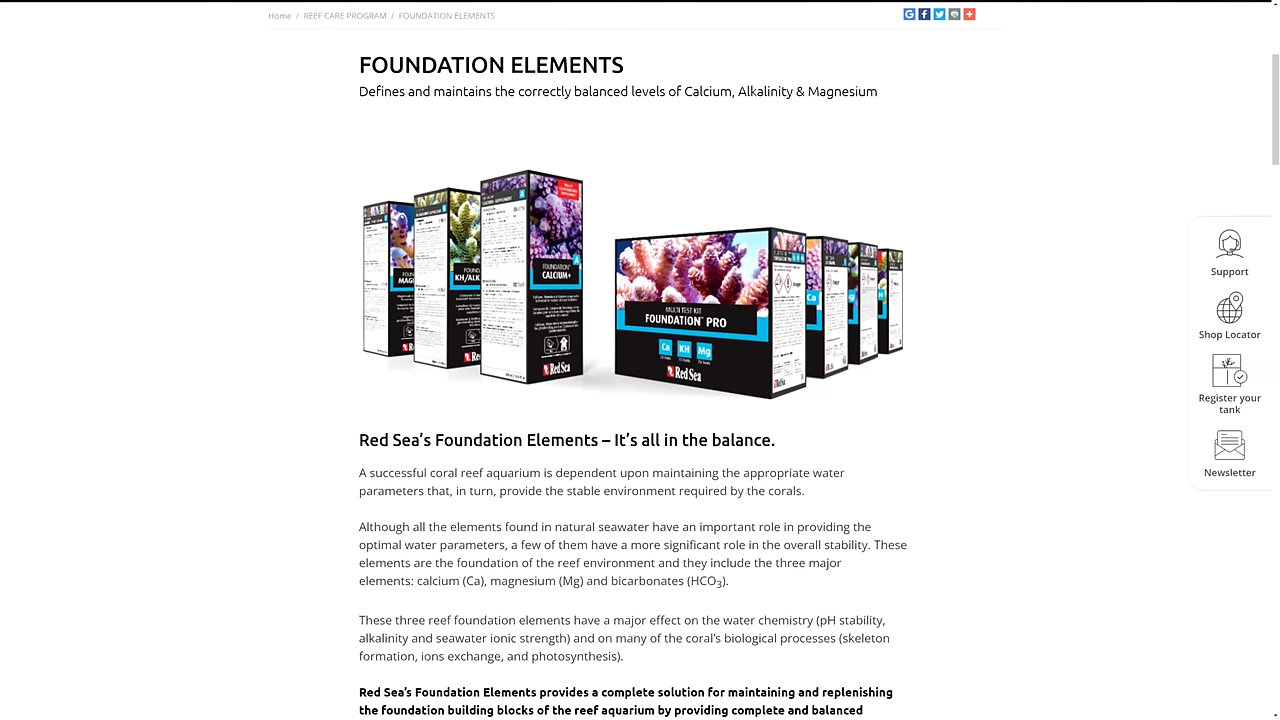 Home / REEF CARE PROGRAM / FOUNDATION ELEMENTS
FOUNDATION ELEMENTS
Defines and maintains the correctly balanced levels of Calcium, Alkalinity & Magnesium
FOUNDATION
CALCIUM+
KH/ALK
Red Sea
MULTI TEST KIT
FOUNDATION PRO
Ca KH Mg
Red Sea
Ca
Support
Shop Locator
Register your
tank
Newsletter
Red Sea’s Foundation Elements – It’s all in the balance.
A successful coral reef aquarium is dependent upon maintaining the appropriate water
parameters that, in turn, provide the stable environment required by the corals.
Although all the elements found in natural seawater have an important role in providing the
optimal water parameters, a few of them have a more significant role in the overall stability. These
elements are the foundation of the reef environment and they include the three major
elements: calcium (Ca), magnesium (Mg) and bicarbonates (HCO₃).
These three reef foundation elements have a major effect on the water chemistry (pH stability,
alkalinity and seawater ionic strength) and on many of the coral’s biological processes (skeleton
formation, ions exchange, and photosynthesis).
Red Sea’s Foundation Elements provides a complete solution for maintaining and replenishing
the foundation building blocks of the reef aquarium by providing complete and balanced